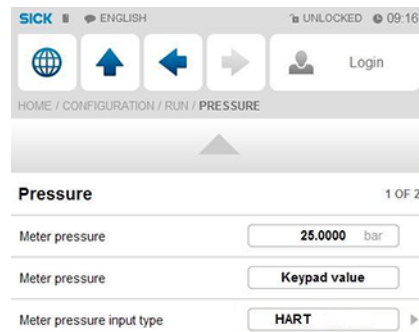 SICK ENGLISH UNLOCKED 09:16
Login
HOME / CONFIGURATION / RUN / PRESSURE
Pressure 1 OF 2
Meter pressure 25.0000 bar
Meter pressure Keypad value
Meter pressure input type HART